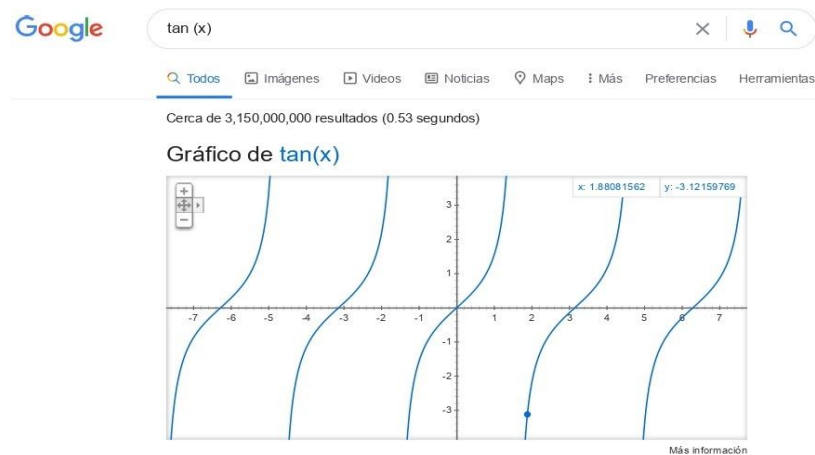 Google
tan (x)
Todos Imágenes Videos Noticias Maps Más Preferencias Herramientas
Cerca de 3,150,000,000 resultados (0.53 segundos)
Gráfico de tan(x)
x: 1.88081562 y: -3.12159769
3
2
1
-7 -6 -5 -4 -3 -2 -1 1 2 3 4 5 6 7
-1
-2
-3
Más información